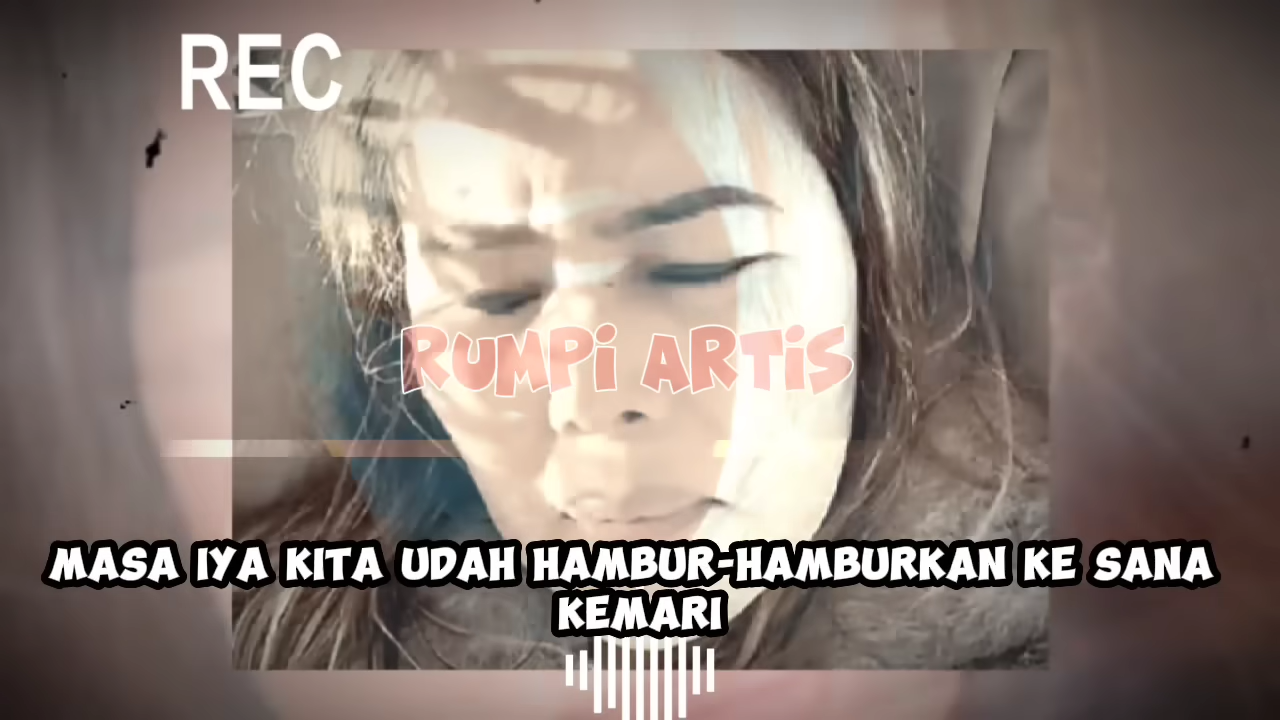 REC
RUMPi ARTiS
MASA IYA KITA UDAH HAMBUR-HAMBURKAN KE SANA
KEMARI